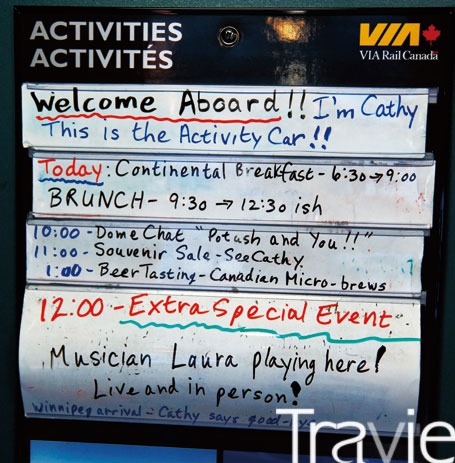 ACTIVITIES
ACTIVITÉS
VIA
VIA Rail Canada
Welcome Aboard!! I'm Cathy
This is the Activity Car!!
Today: Continental Breakfast - 6:30 → 9:00
BRUNCH - 9:30 → 12:30 ish
10:00 - Dome Chat "Potash and You!!"
11:00 - Souvenir Sale - See Cathy
1:00 - Beer Tasting - Canadian Micro-brews
12:00 - Extra Special Event
Musician Laura playing here!
Live and in person!
Winnipeg arrival - Cathy says good-
Travie